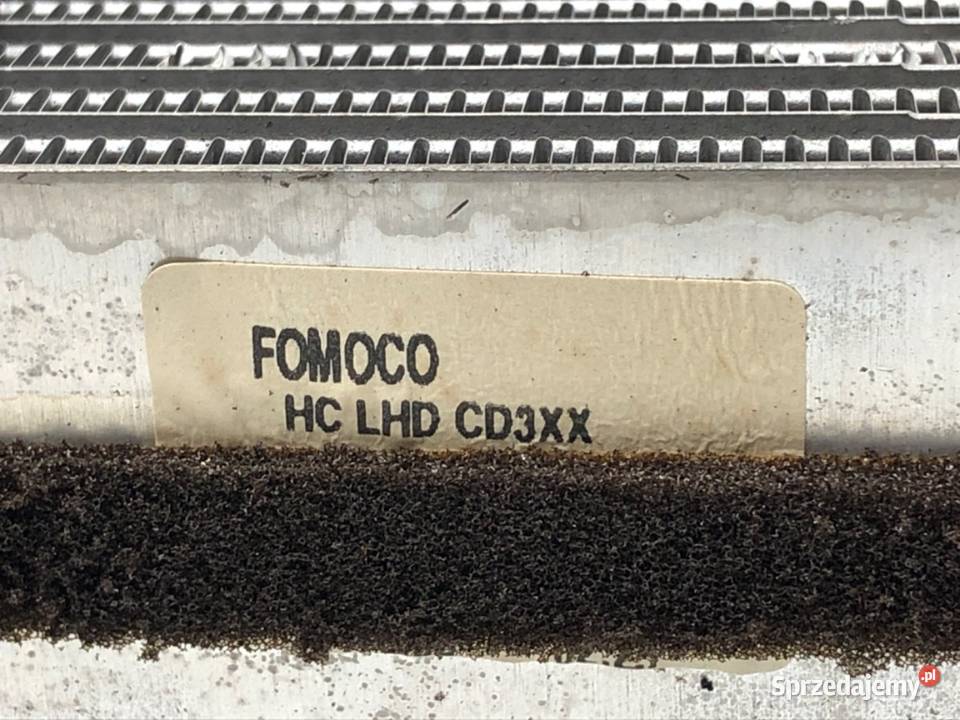 FOMOCO
HC LHD CD3XX
Sprzedajemy.pl